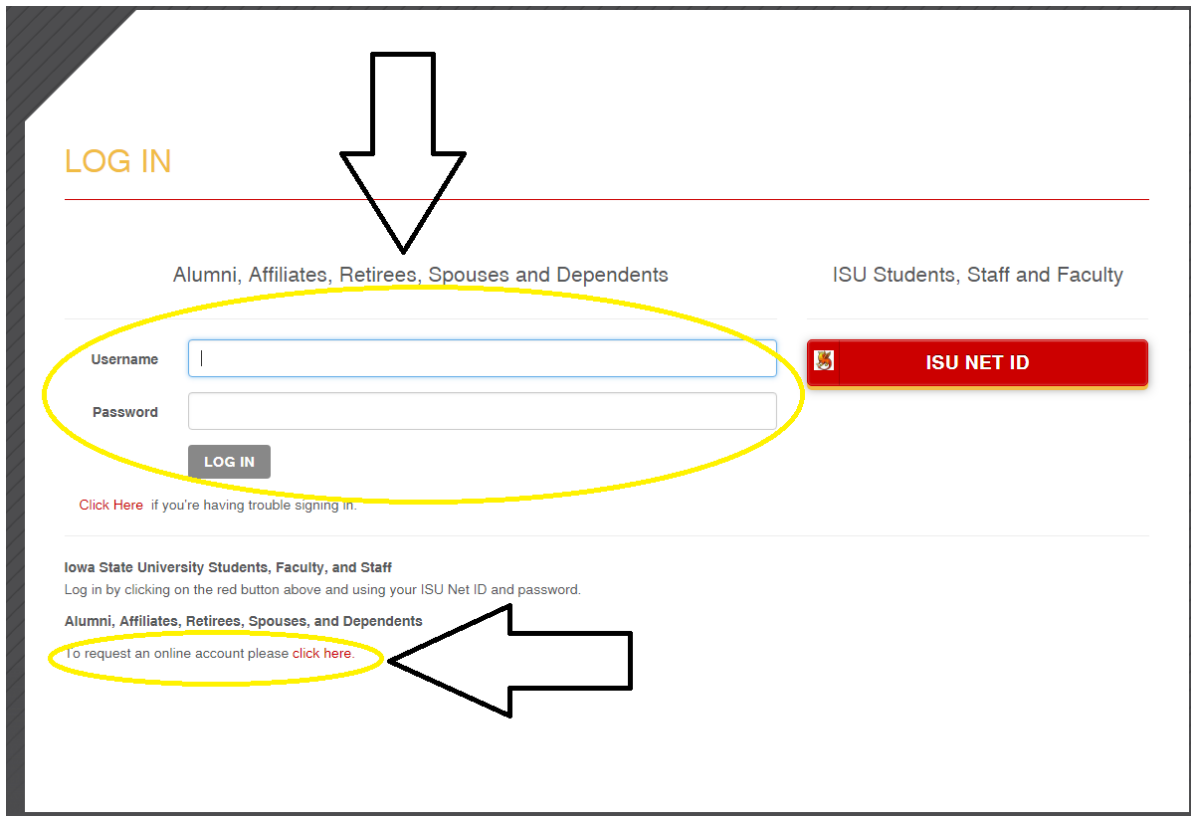 LOG IN
Alumni, Affiliates, Retirees, Spouses and Dependents
ISU Students, Staff and Faculty
Username
ISU NET ID
Password
LOG IN
Click Here if you're having trouble signing in.
Iowa State University Students, Faculty, and Staff
Log in by clicking on the red button above and using your ISU Net ID and password.
Alumni, Affiliates, Retirees, Spouses, and Dependents
To request an online account please click here.